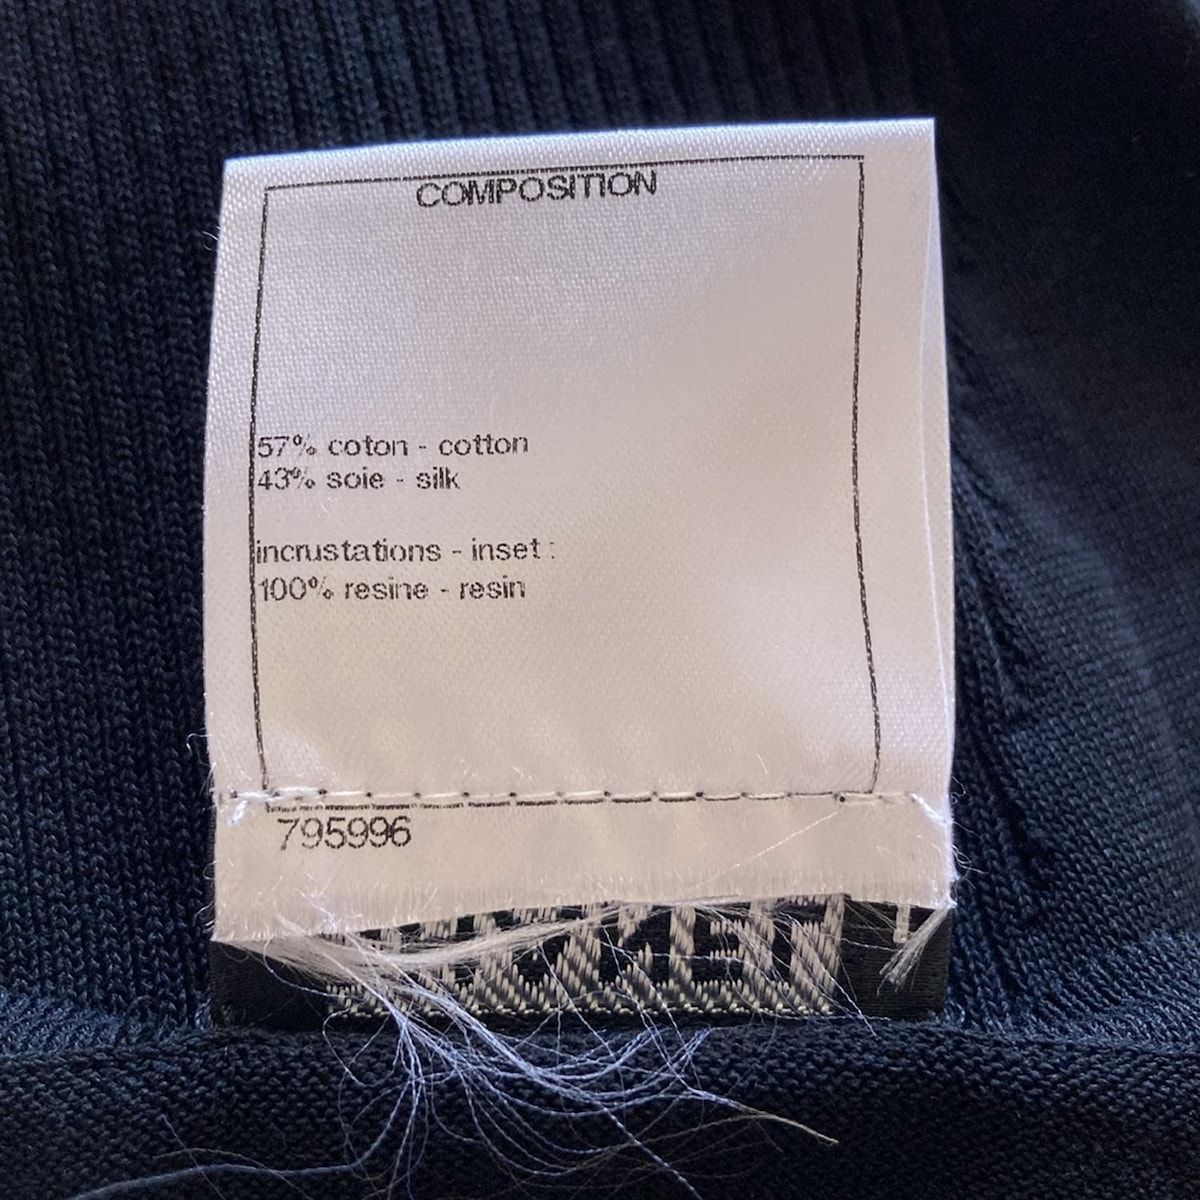 COMPOSITION
57% coton - cotton
43% soie - silk
incrustations - inset :
100% resine - resin
795996